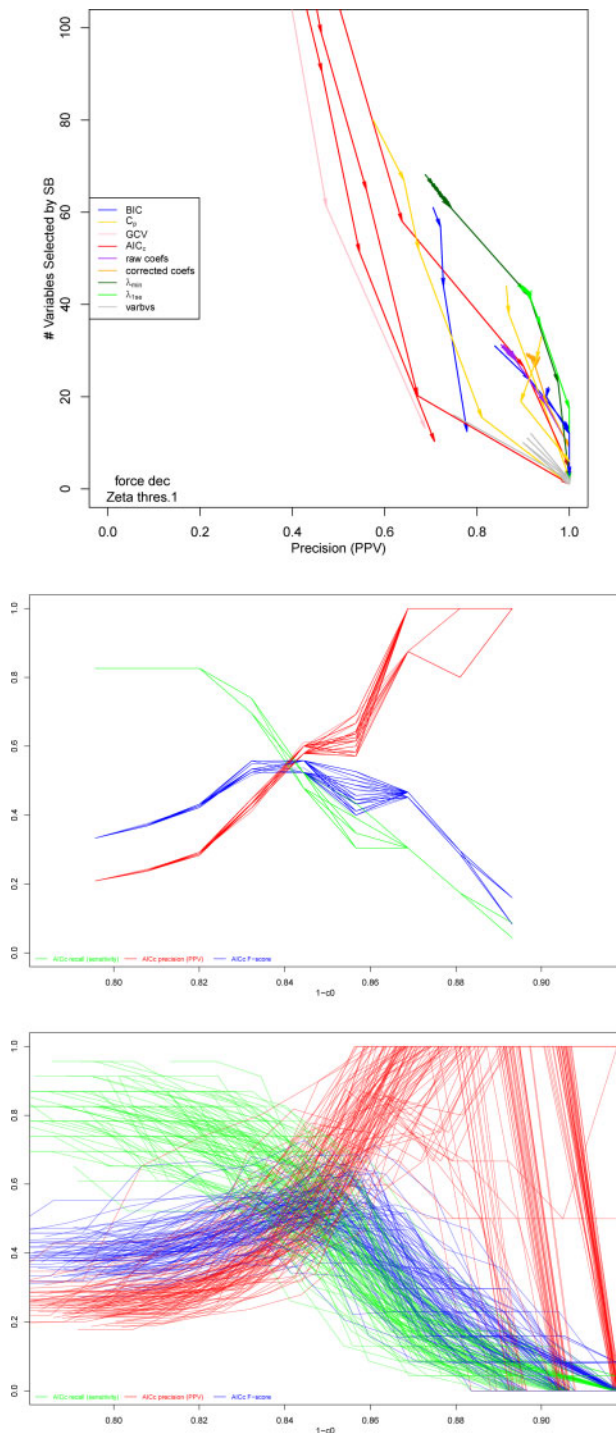 100
80
60
40
20
0
# Variables Selected by SB
BIC
Cp
GCV
AICc
raw coefs
corrected coefs
λmin
λ1se
varbvs
force dec
Zeta thres.1
0.0 0.2 0.4 0.6 0.8 1.0
Precision (PPV)
1.0
0.8
0.6
0.4
0.2
0.0
AICc recall (sensitivity) AICc precision (PPV) AICc F-score
0.80 0.82 0.84 0.86 0.88 0.90
1-c0
1.0
0.8
0.6
0.4
0.2
0.0
AICc recall (sensitivity) AICc precision (PPV) AICc F-score
0.80 0.82 0.84 0.86 0.88 0.90
1-c0